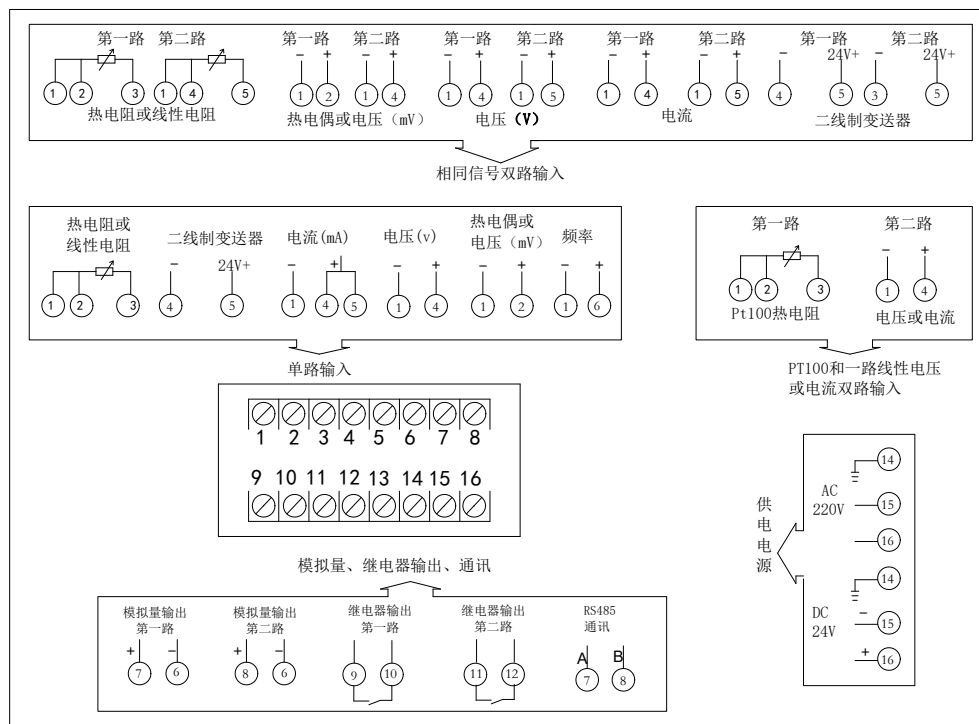 第一路 第二路 第一路 第二路 第一路 第二路 第一路 第二路 第一路 第二路
- + - + - + - + - + - + - 24V+ - 24V+
1 2 3 1 4 5 1 2 1 4 1 4 1 5 1 4 1 5 4 5 3 5
热电阻或线性电阻 热电偶或电压（mV） 电压(V) 电流 二线制变送器
相同信号双路输入
热电阻或
线性电阻
1 2 3
二线制变送器
- 24V+
4 5
电流(mA)
- +
1 4 5
电压(v)
- +
1 4
热电偶或
电压（mV）
- +
1 2
频率
- +
1 6
单路输入
第一路 第二路
- +
1 2 3 1 4
Pt100热电阻 电压或电流
PT100和一路线性电压
或电流双路输入
1 2 3 4 5 6 7 8
9 10 11 12 13 14 15 16
模拟量、继电器输出、通讯
模拟量输出
第一路
+ -
7 6
模拟量输出
第二路
+ -
8 6
继电器输出
第一路
9 10
继电器输出
第二路
11 12
RS485
通讯
A B
7 8
供电电源
AC
220V
14
15
16
DC
24V
14
- 15
+ 16